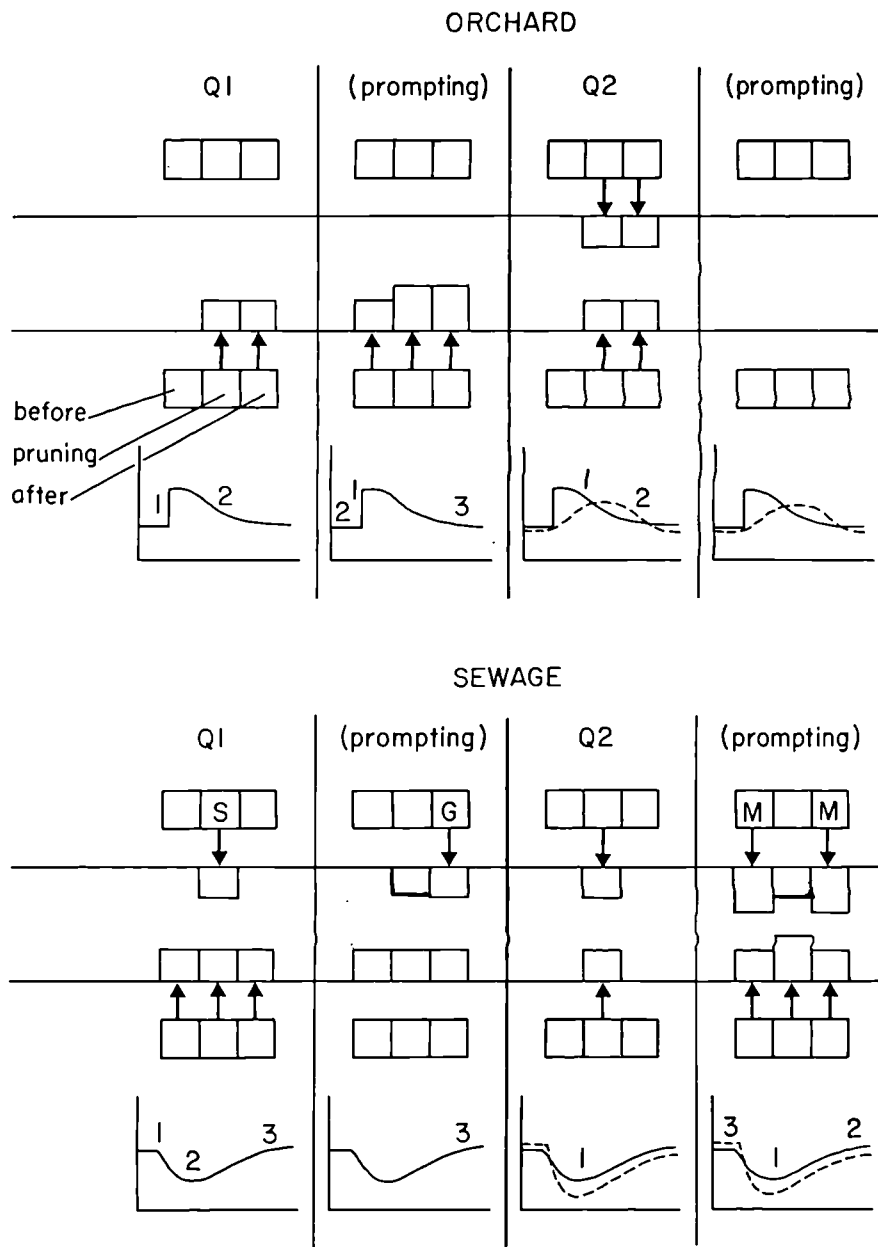 ORCHARD
Q1 (prompting) Q2 (prompting)
before
pruning
after
1 2
2 1 3
1 2
SEWAGE
Q1 (prompting) Q2 (prompting)
S G M M
1 2 3
3
1
3 1 2